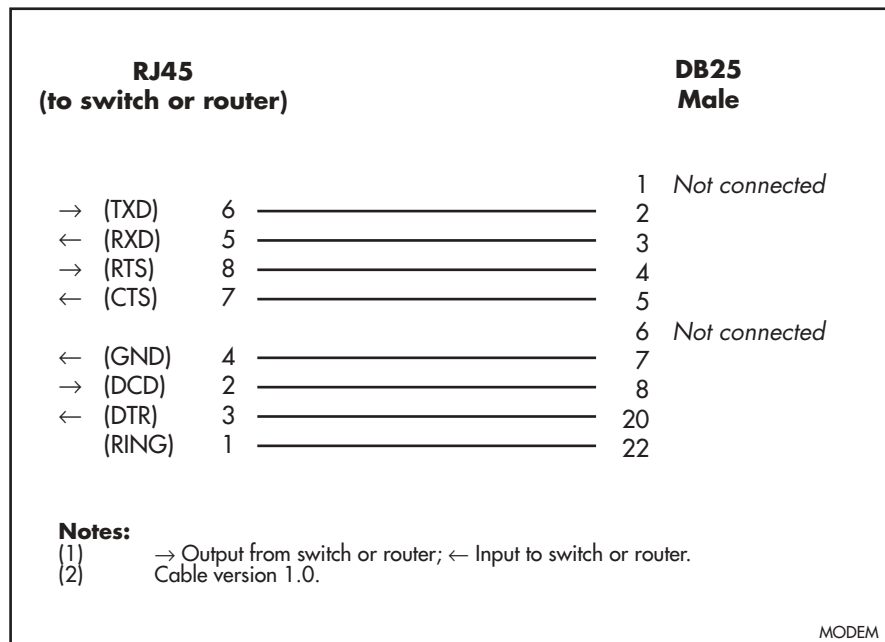 RJ45 DB25
(to switch or router) Male
1 Not connected
→ (TXD) 6 2
← (RXD) 5 3
→ (RTS) 8 4
← (CTS) 7 5
6 Not connected
← (GND) 4 7
→ (DCD) 2 8
← (DTR) 3 20
(RING) 1 22
Notes:
(1) → Output from switch or router; ← Input to switch or router.
(2) Cable version 1.0.
MODEM